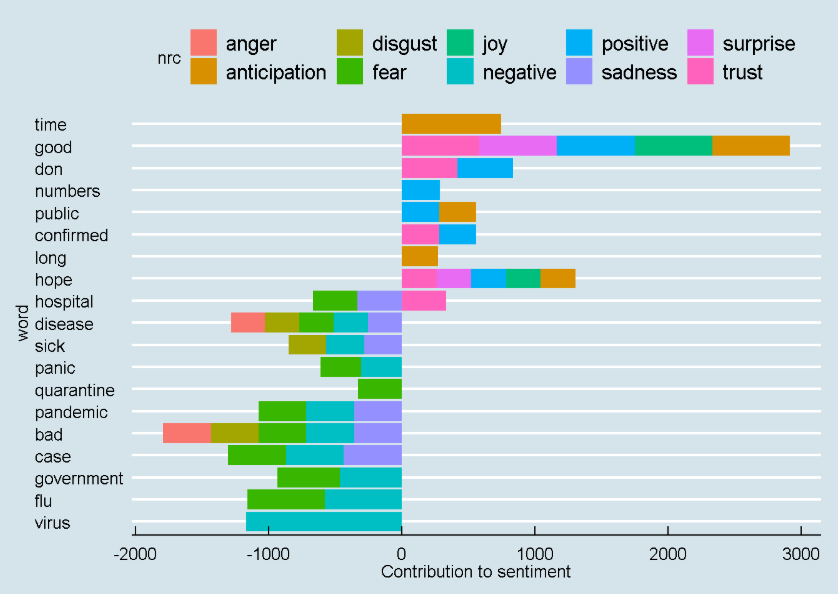 nrc
anger disgust joy positive surprise
anticipation fear negative sadness trust
time
good
don
numbers
public
confirmed
long
hope
hospital
disease
sick
panic
quarantine
pandemic
bad
case
government
flu
virus
word
-2000 -1000 0 1000 2000 3000
Contribution to sentiment